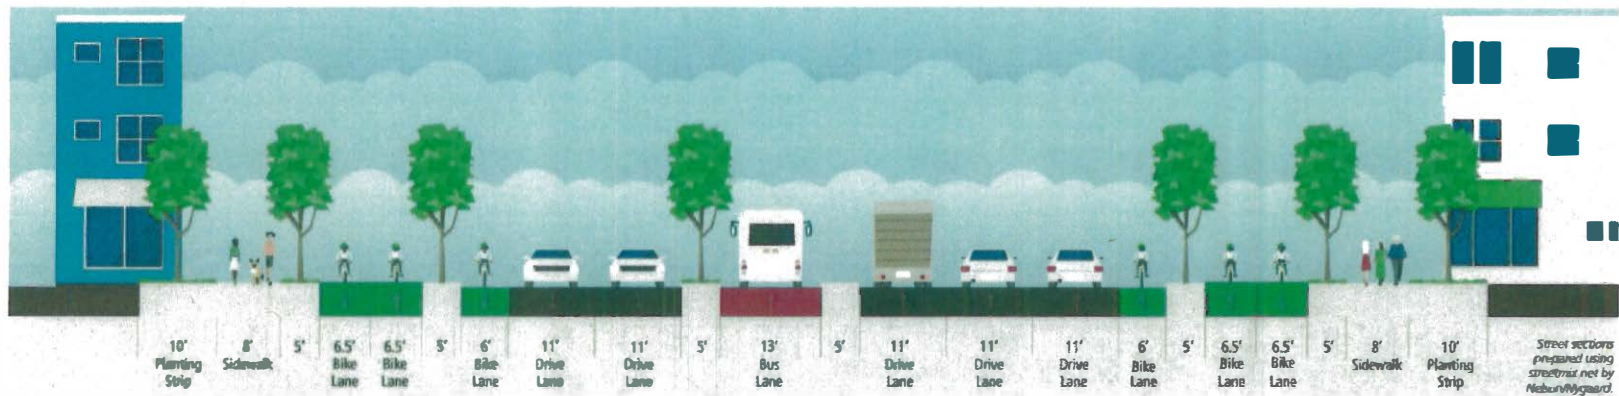 10' 8' 5' 6.5' 6.5' 5' 6' 11' 11' 5' 13' 5' 11' 11' 11' 6' 5' 6.5' 6.5' 5' 8' 10'
Planting Sidewalk Bike Bike Bike Drive Drive Bus Drive Drive Drive Bike Bike Bike Sidewalk Planting
Strip Lane Lane Lane Lane Lane Lane Lane Lane Lane Lane Lane Lane Strip
Street sections
prepared using
streetmix net by
Nelson\Nygaard.